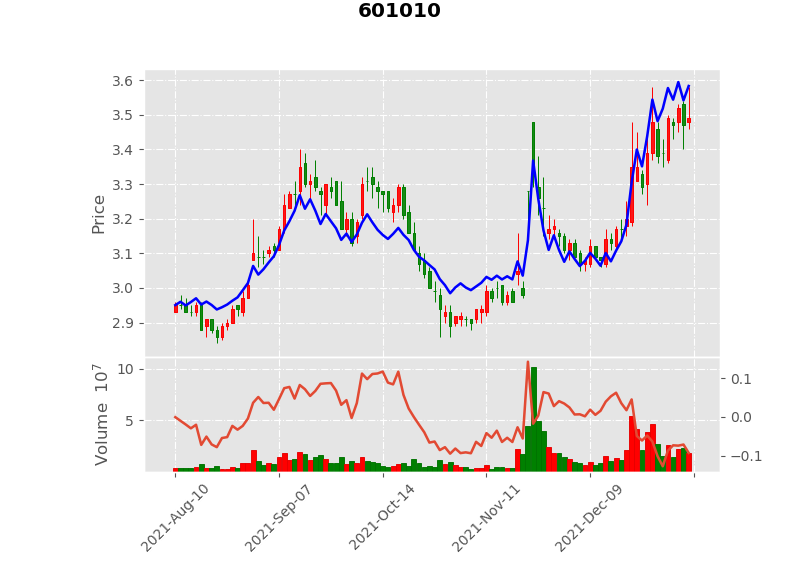 601010
Price
3.6
3.5
3.4
3.3
3.2
3.1
3.0
2.9
Volume 10^7
10
5
0.1
0.0
−0.1
2021-Aug-10
2021-Sep-07
2021-Oct-14
2021-Nov-11
2021-Dec-09